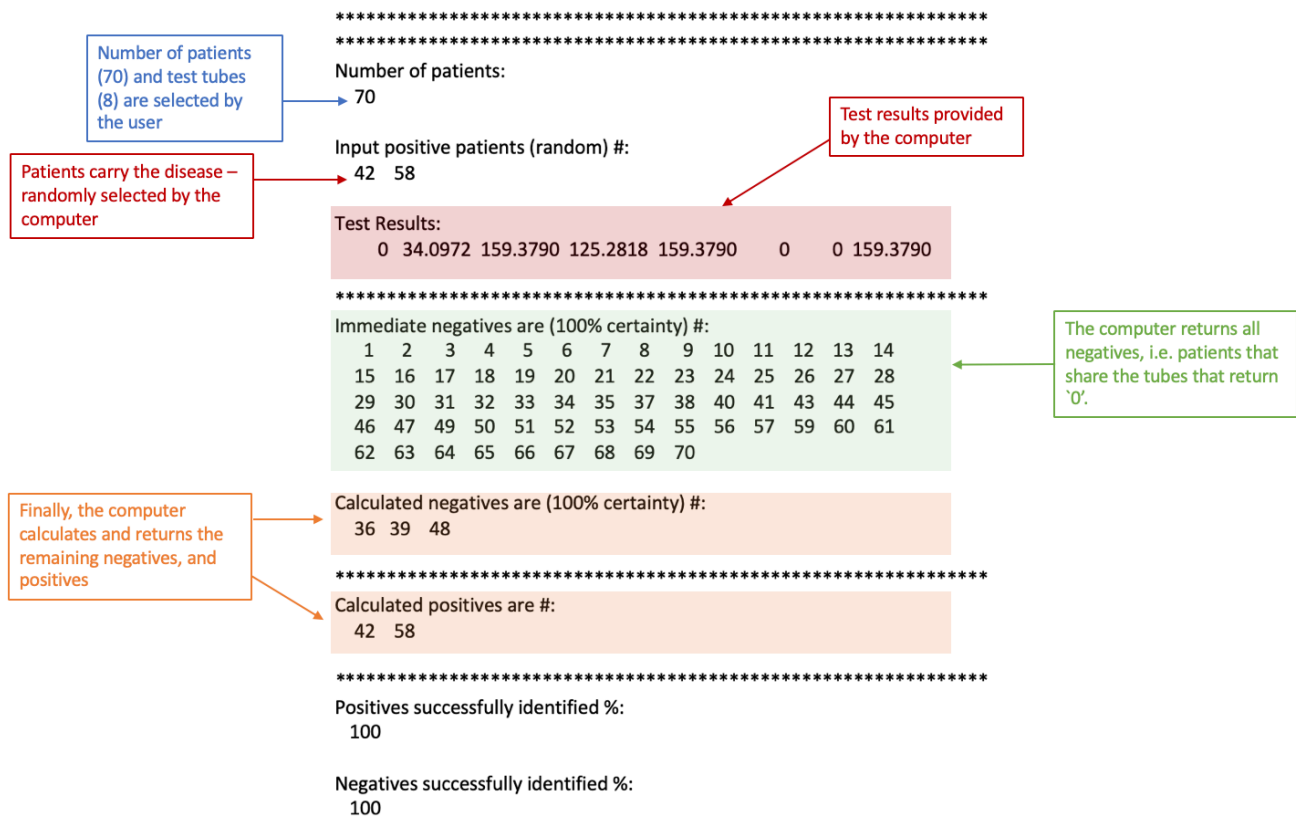 ***************************************************************
***************************************************************
Number of patients
(70) and test tubes
(8) are selected by
the user
Number of patients:
70
Test results provided
by the computer
Input positive patients (random) #:
42 58
Patients carry the disease –
randomly selected by the
computer
Test Results:
0 34.0972 159.3790 125.2818 159.3790 0 0 159.3790
***************************************************************
Immediate negatives are (100% certainty) #:
1 2 3 4 5 6 7 8 9 10 11 12 13 14
15 16 17 18 19 20 21 22 23 24 25 26 27 28
29 30 31 32 33 34 35 37 38 40 41 43 44 45
46 47 49 50 51 52 53 54 55 56 57 59 60 61
62 63 64 65 66 67 68 69 70
The computer returns all
negatives, i.e. patients that
share the tubes that return
`0’.
Calculated negatives are (100% certainty) #:
36 39 48
Finally, the computer
calculates and returns the
remaining negatives, and
positives
***************************************************************
Calculated positives are #:
42 58
***************************************************************
Positives successfully identified %:
100
Negatives successfully identified %:
100